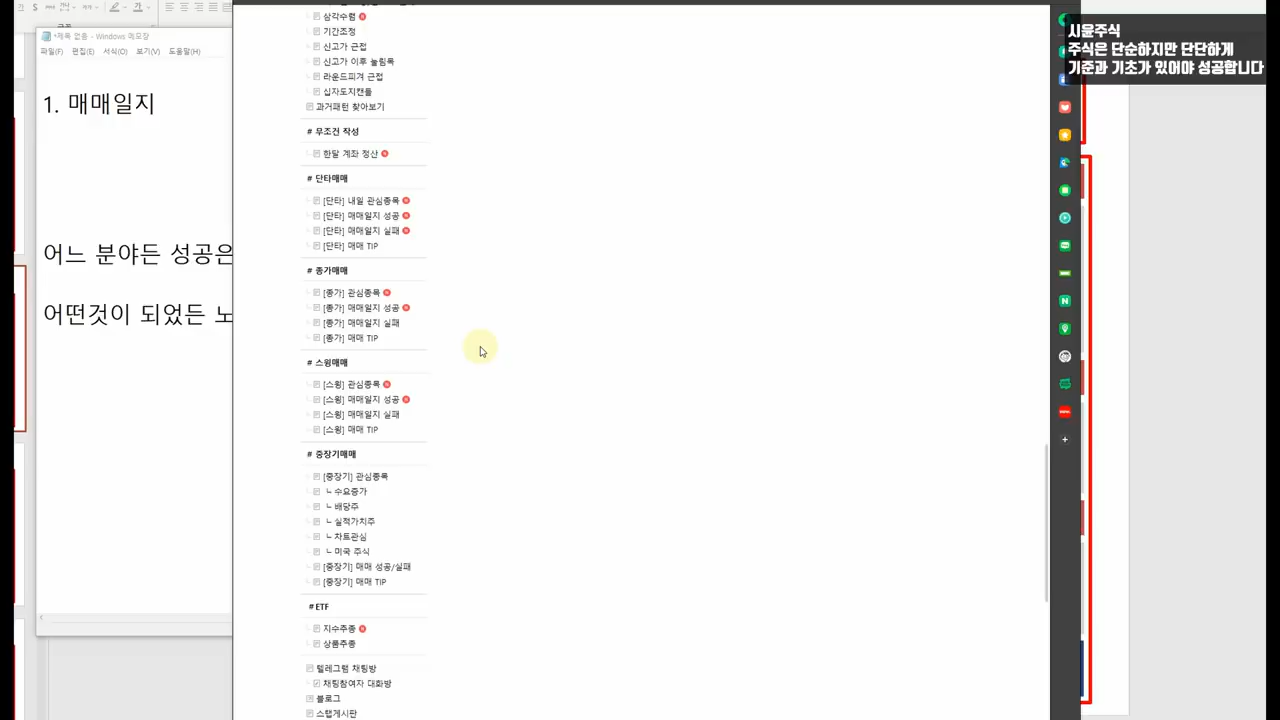 *제목 없음 - Windows 메모장
파일(F) 편집(E) 서식(O) 보기(V) 도움말(H)
1. 매매일지
어느 분야든 성공은
어떤것이 되었든 노
삼각수렴
기간조정
신고가 근접
신고가 이후 눌림목
라운드피겨 근접
십자도지캔들
과거패턴 찾아보기
# 무조건 작성
한달 계좌 정산
# 단타매매
[단타] 내일 관심종목
[단타] 매매일지 성공
[단타] 매매일지 실패
[단타] 매매 TIP
# 종가매매
[종가] 관심종목
[종가] 매매일지 성공
[종가] 매매일지 실패
[종가] 매매 TIP
# 스윙매매
[스윙] 관심종목
[스윙] 매매일지 성공
[스윙] 매매일지 실패
[스윙] 매매 TIP
# 중장기매매
[중장기] 관심종목
ㄴ 수요증가
ㄴ 배당주
ㄴ 실적가치주
ㄴ 차트관심
ㄴ 미국 주식
[중장기] 매매 성공/실패
[중장기] 매매 TIP
# ETF
지수추종
상품추종
텔레그램 채팅방
채팅참여자 대화방
블로그
스탭게시판
시윤주식
주식은 단순하지만 단단하게
기준과 기초가 있어야 성공합니다